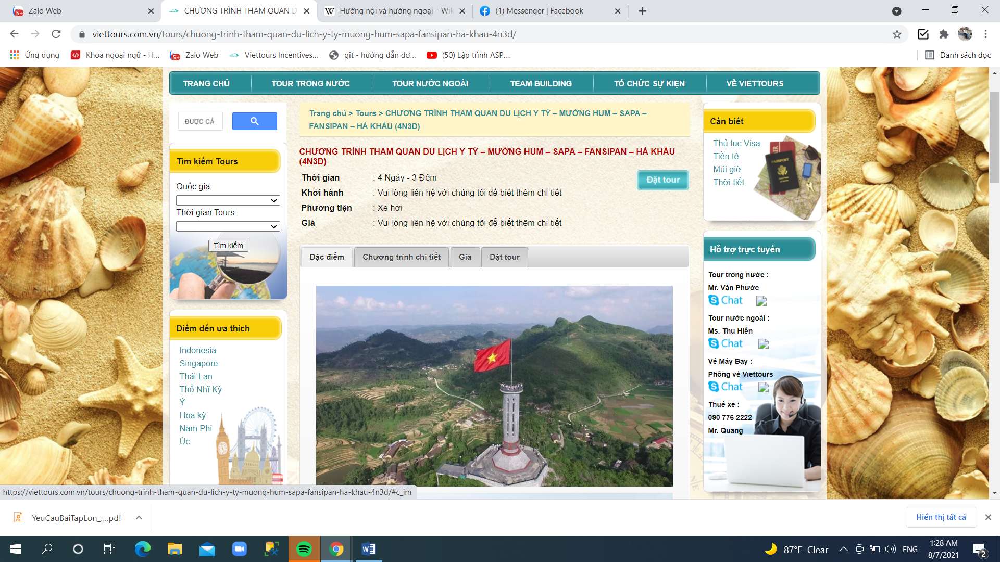 Zalo Web
CHƯƠNG TRÌNH THAM QUAN D
Hướng nội và hướng ngoại – Wik
(1) Messenger | Facebook
viettours.com.vn/tours/chuong-trinh-tham-quan-du-lich-y-ty-muong-hum-sapa-fansipan-ha-khau-4n3d/
Ứng dụng
Khoa ngoại ngữ - H...
5+ Zalo Web
Viettours Incentives...
git - hướng dẫn đơ...
(50) Lập trình ASP....
Danh sách đọc
TRANG CHỦ
TOUR TRONG NƯỚC
TOUR NƯỚC NGOÀI
TEAM BUILDING
TỔ CHỨC SỰ KIỆN
VỀ VIETTOURS
ĐƯỢC CẢ
Tìm kiếm Tours
Quốc gia
Thời gian Tours
Tìm kiếm
Điểm đến ưa thích
Indonesia
Singapore
Thái Lan
Thổ Nhĩ Kỳ
Ý
Hoa kỳ
Nam Phi
Úc
Trang chủ > Tours > CHƯƠNG TRÌNH THAM QUAN DU LỊCH Y TÝ – MƯỜNG HUM – SAPA –
FANSIPAN – HÀ KHẨU (4N3Đ)
CHƯƠNG TRÌNH THAM QUAN DU LỊCH Y TÝ – MƯỜNG HUM – SAPA – FANSIPAN – HÀ KHẨU
(4N3Đ)
Thời gian : 4 Ngày - 3 Đêm
Đặt tour
Khởi hành : Vui lòng liên hệ với chúng tôi để biết thêm chi tiết
Phương tiện : Xe hơi
Giá : Vui lòng liên hệ với chúng tôi để biết thêm chi tiết
Đặc điểm
Chương trình chi tiết
Giá
Đặt tour
Cần biết
Thủ tục Visa
Tiền tệ
Múi giờ
Thời tiết
PASSPORT
Hỗ trợ trực tuyến
Tour trong nước :
Mr. Văn Phước
Chat
Tour nước ngoài :
Ms. Thu Hiền
Chat
Vé Máy Bay :
Phòng vé Viettours
Chat
Thuê xe :
090 776 2222
Mr. Quang
https://viettours.com.vn/tours/chuong-trinh-tham-quan-du-lich-y-ty-muong-hum-sapa-fansipan-ha-khau-4n3d/#c_im
YeuCauBaiTapLon_....pdf
Hiển thị tất cả
87°F Clear
ENG
1:28 AM
8/7/2021
2